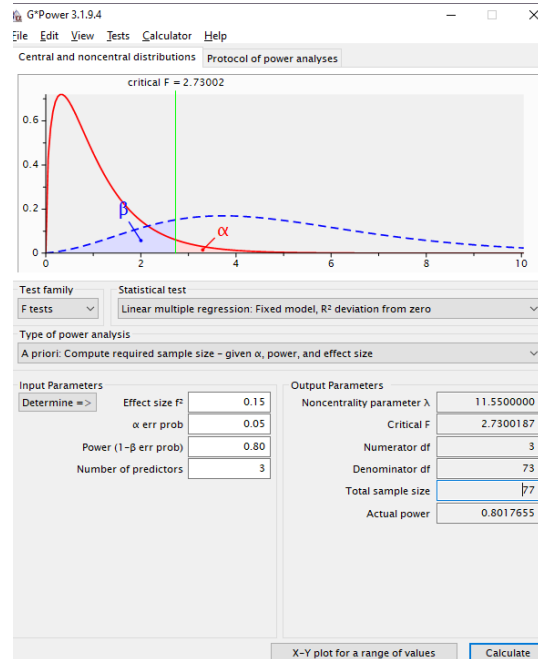 G*Power 3.1.9.4
File Edit View Tests Calculator Help
Central and noncentral distributions Protocol of power analyses
critical F = 2.73002
0.6
0.4
0.2
0
β
α
0 2 4 6 8 10
Test family Statistical test
F tests Linear multiple regression: Fixed model, R² deviation from zero
Type of power analysis
A priori: Compute required sample size – given α, power, and effect size
Input Parameters Output Parameters
Determine => Effect size f² 0.15 Noncentrality parameter λ 11.5500000
α err prob 0.05 Critical F 2.7300187
Power (1-β err prob) 0.80 Numerator df 3
Number of predictors 3 Denominator df 73
Total sample size 77
Actual power 0.8017655
X-Y plot for a range of values Calculate